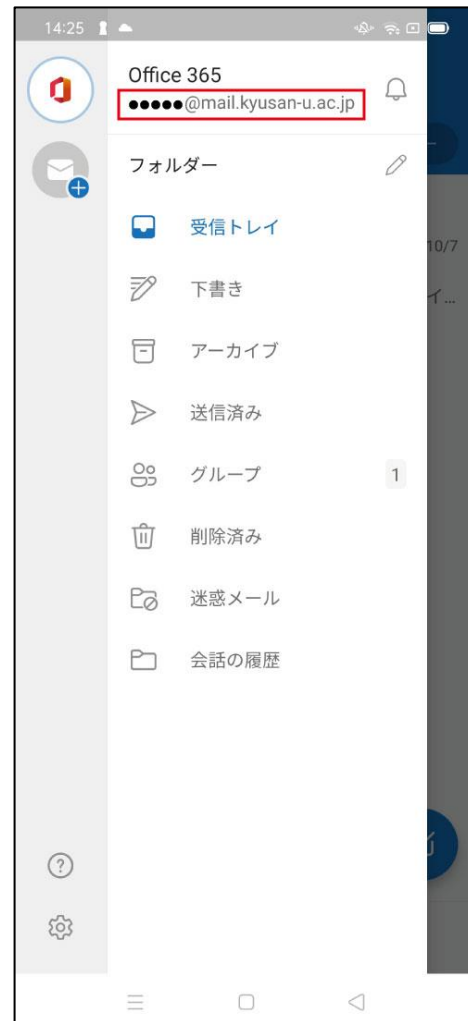 14:25
Office 365
●●●●●@mail.kyusan-u.ac.jp
フォルダー
受信トレイ
10/7
下書き
イ...
アーカイブ
送信済み
グループ
1
削除済み
迷惑メール
会話の履歴